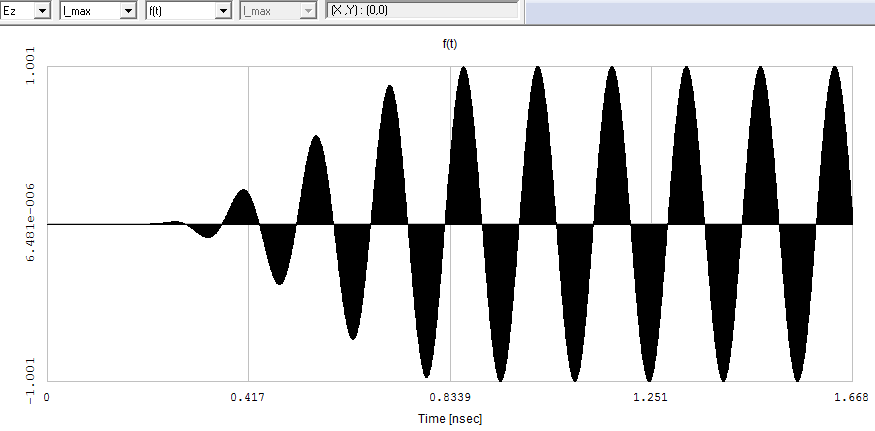 Ez I_max f(t) I_max (X ,Y) : (0,0)
f(t)
1.001
6.481e-006
-1.001
0 0.417 0.8339 1.251 1.668
Time [nsec]